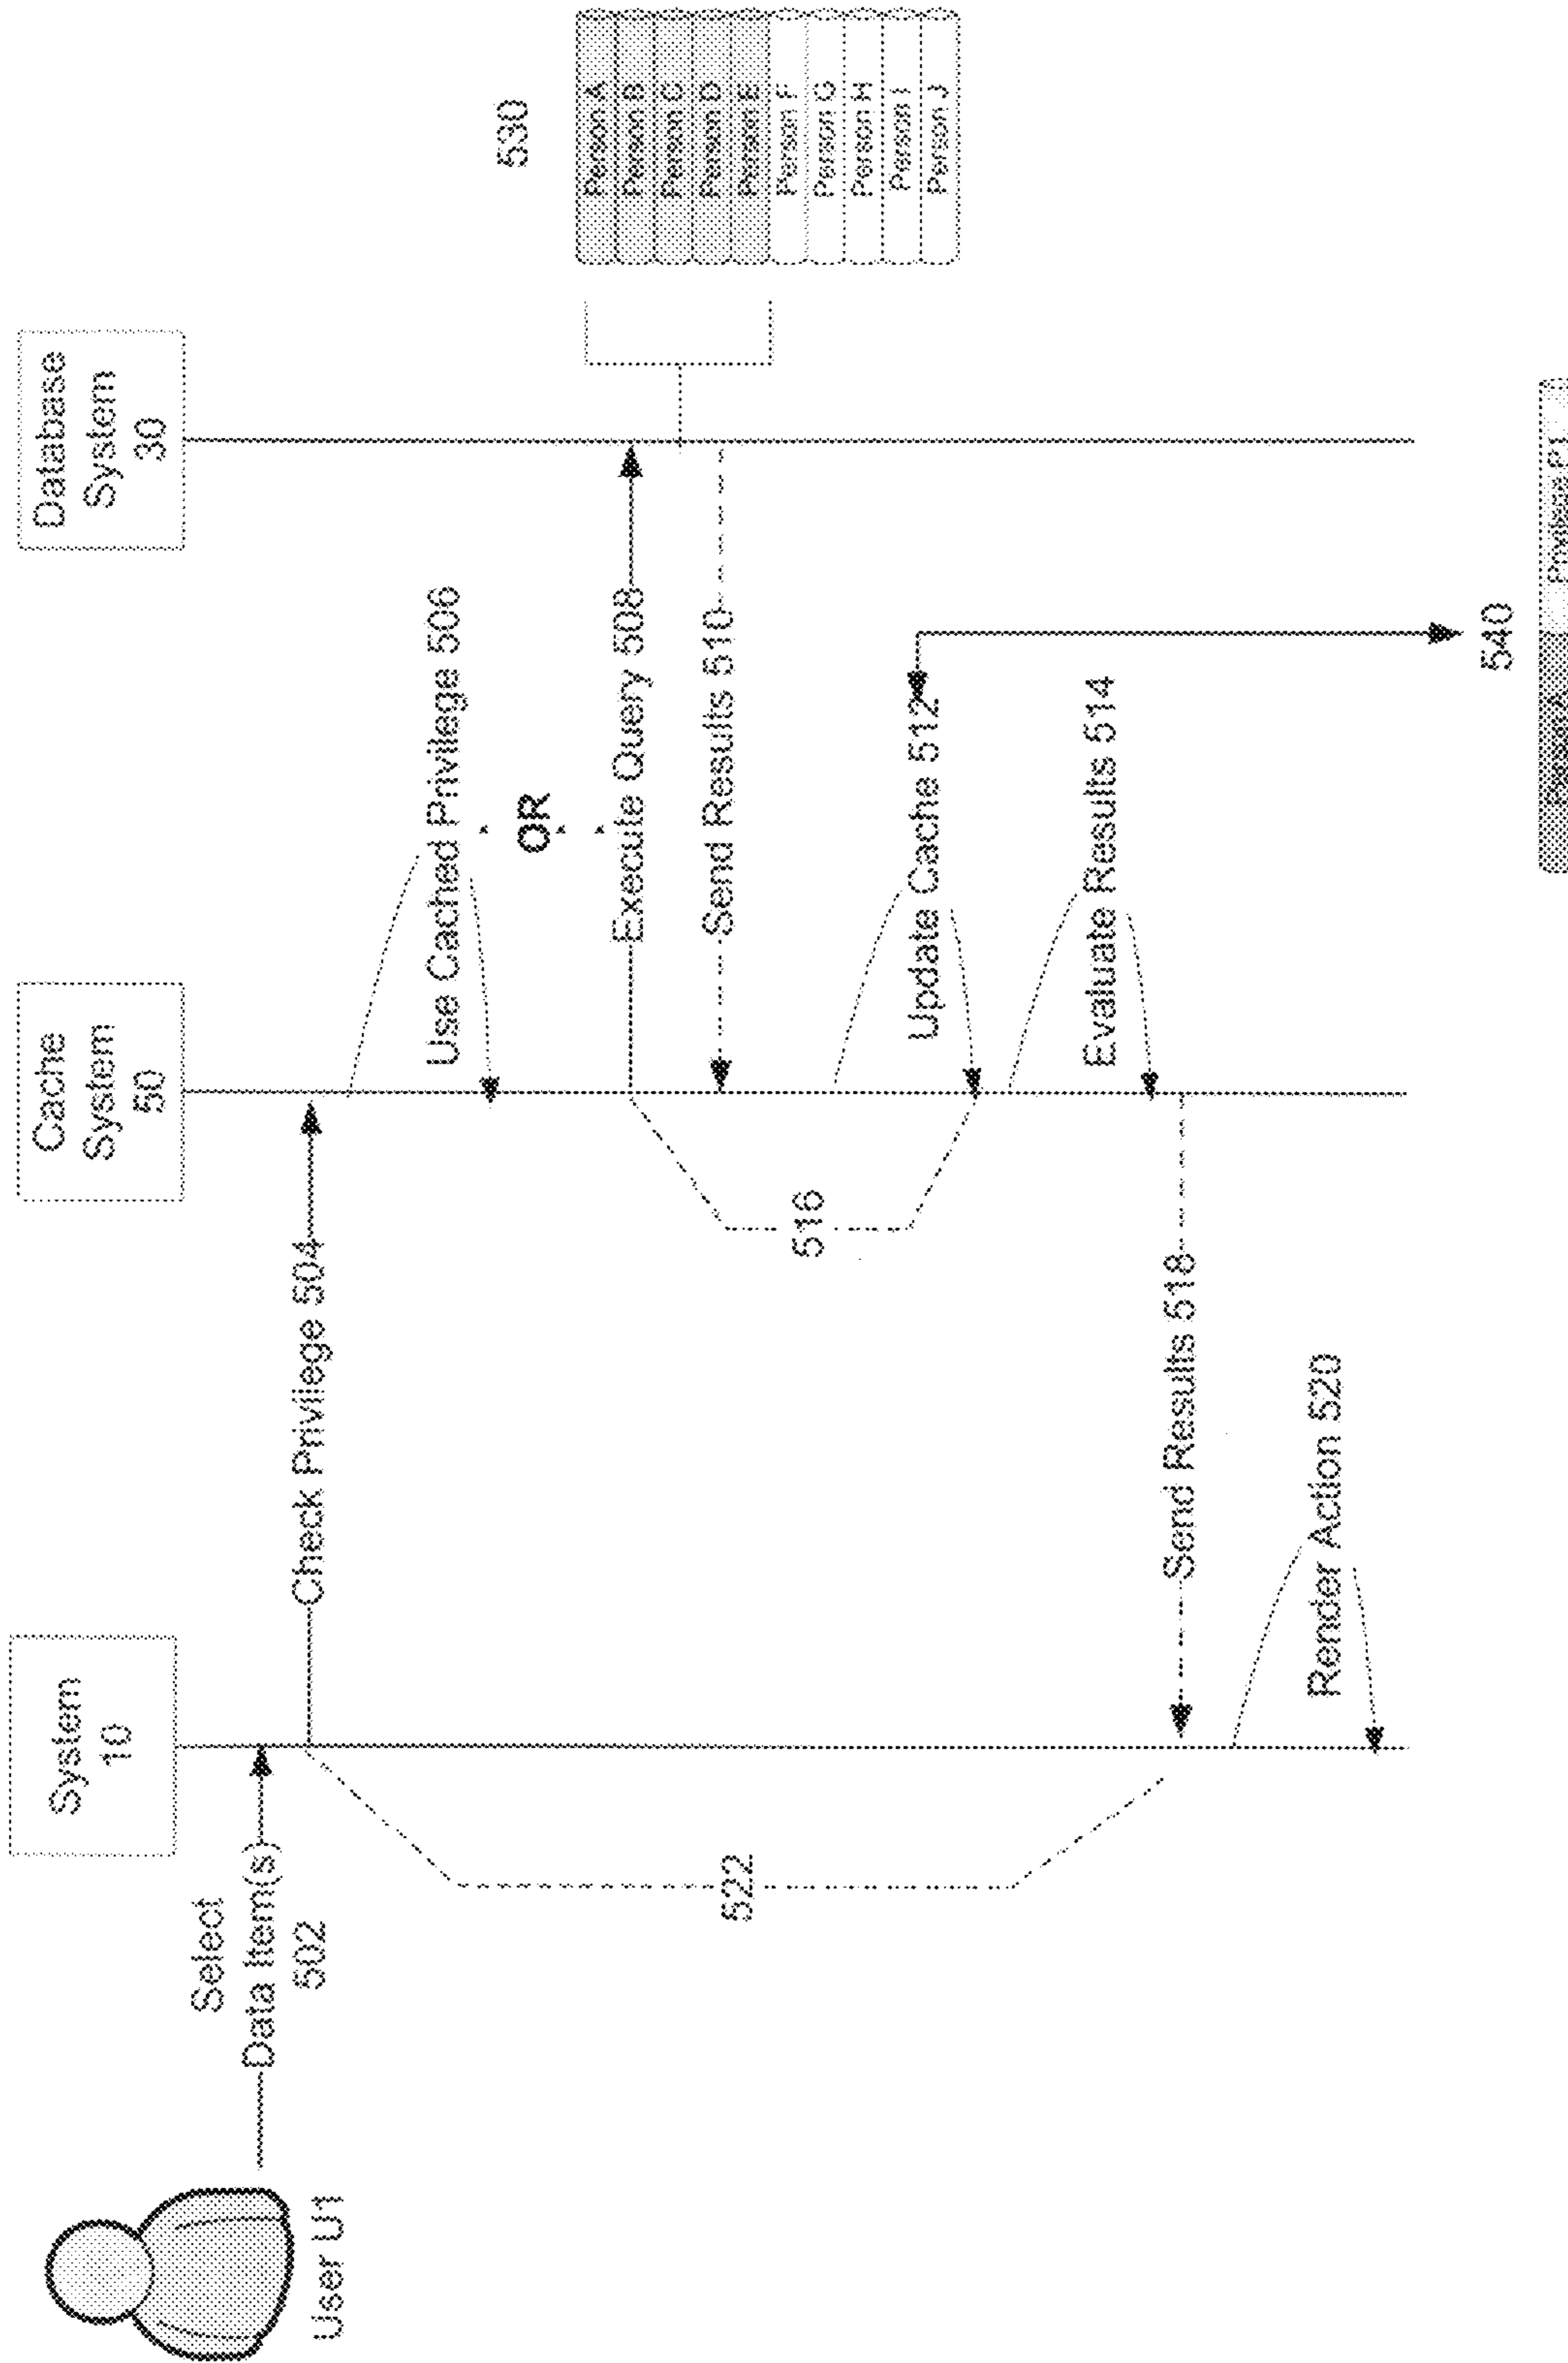 User U1
Select
Data Item(s)
502
System
10
Cache
System
50
Database
System
30
Check Privilege 504
Use Cached Privilege 506
OR
Execute Query 508
Send Results 510
Update Cache 512
Evaluate Results 514
516
Send Results 518
Render Action 520
522
530
Person A
Person B
Person C
Person D
Person E
Person F
Person G
Person H
Person I
Person J
540
Privilege P1